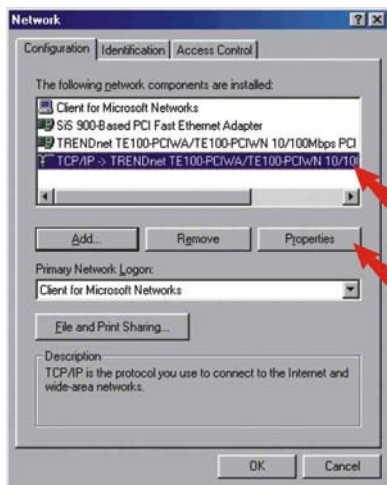 Network
Configuration Identification Access Control
The following network components are installed:
Client for Microsoft Networks
SiS 900-Based PCI Fast Ethernet Adapter
TRENDnet TE100-PCIWA/TE100-PCIWN 10/100Mbps PCI
TCP/IP -> TRENDnet TE100-PCIWA/TE100-PCIWN 10/100
Add... Remove Properties
Primary Network Logon:
Client for Microsoft Networks
File and Print Sharing...
Description
TCP/IP is the protocol you use to connect to the Internet and
wide-area networks.
OK Cancel